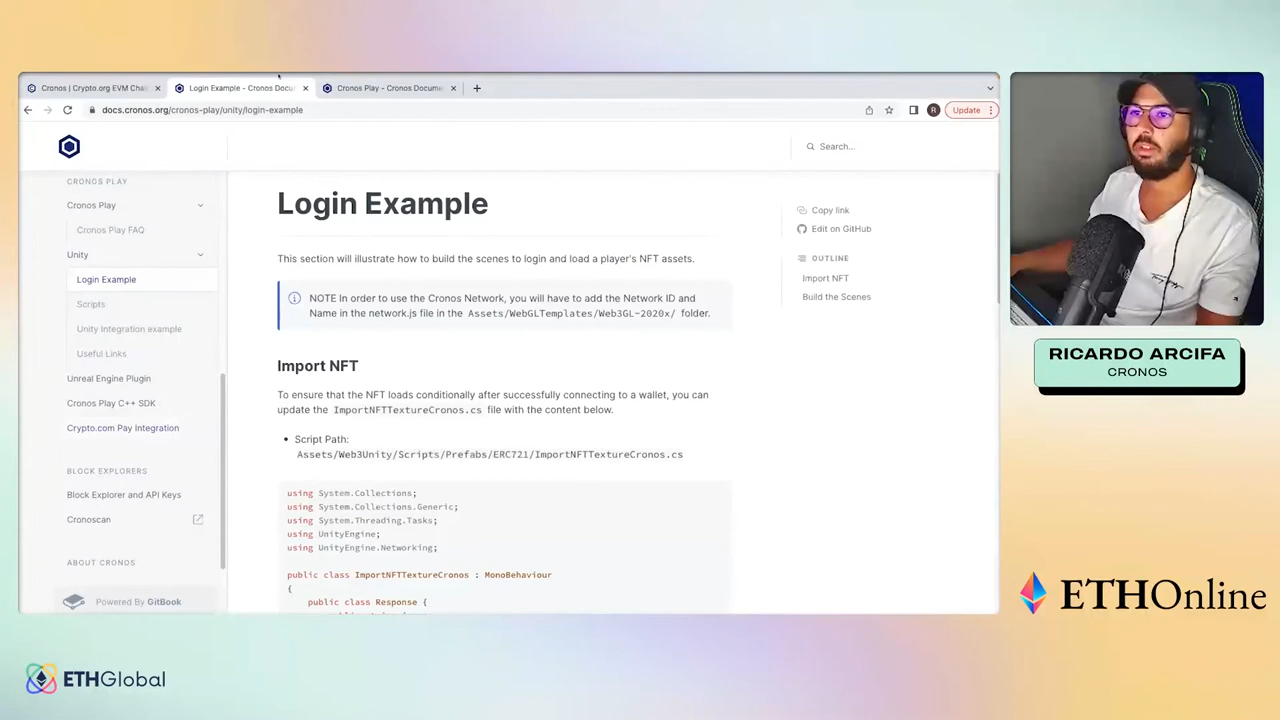 Cronos | Crypto.org EVM Chai
Login Example - Cronos Docu
Cronos Play - Cronos Docume
docs.cronos.org/cronos-play/unity/login-example
R
Update
Search...
CRONOS PLAY
Cronos Play
Cronos Play FAQ
Unity
Login Example
Scripts
Unity Integration example
Useful Links
Unreal Engine Plugin
Cronos Play C++ SDK
Crypto.com Pay Integration
BLOCK EXPLORERS
Block Explorer and API Keys
Cronoscan
ABOUT CRONOS
Powered By GitBook
Login Example
This section will illustrate how to build the scenes to login and load a player's NFT assets.
NOTE In order to use the Cronos Network, you will have to add the Network ID and
Name in the network.js file in the Assets/WebGLTemplates/Web3GL-2020x/ folder.
Import NFT
To ensure that the NFT loads conditionally after successfully connecting to a wallet, you can
update the ImportNFTTextureCronos.cs file with the content below.
• Script Path:
Assets/Web3Unity/Scripts/Prefabs/ERC721/ImportNFTTextureCronos.cs
using System.Collections;
using System.Collections.Generic;
using System.Threading.Tasks;
using UnityEngine;
using UnityEngine.Networking;
public class ImportNFTTextureCronos : MonoBehaviour
{
public class Response {
Copy link
Edit on GitHub
OUTLINE
Import NFT
Build the Scenes
RICARDO ARCIFA
CRONOS
ETHOnline
ETHGlobal